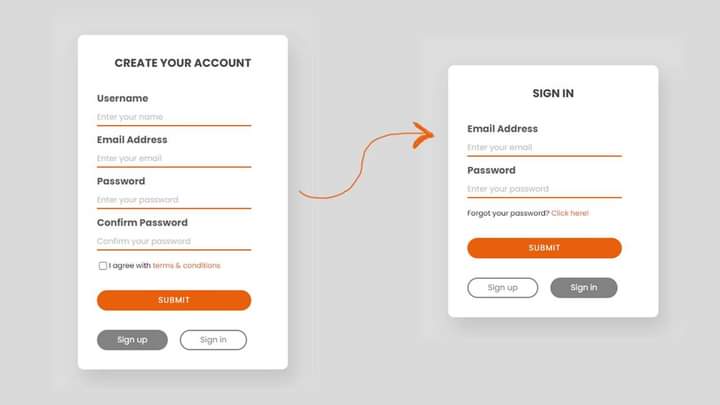 CREATE YOUR ACCOUNT
Username
Enter your name
Email Address
Enter your email
Password
Enter your password
Confirm Password
Confirm your password
I agree with terms & conditions
SUBMIT
Sign up
Sign in
SIGN IN
Email Address
Enter your email
Password
Enter your password
Forgot your password? Click here!
SUBMIT
Sign up
Sign in